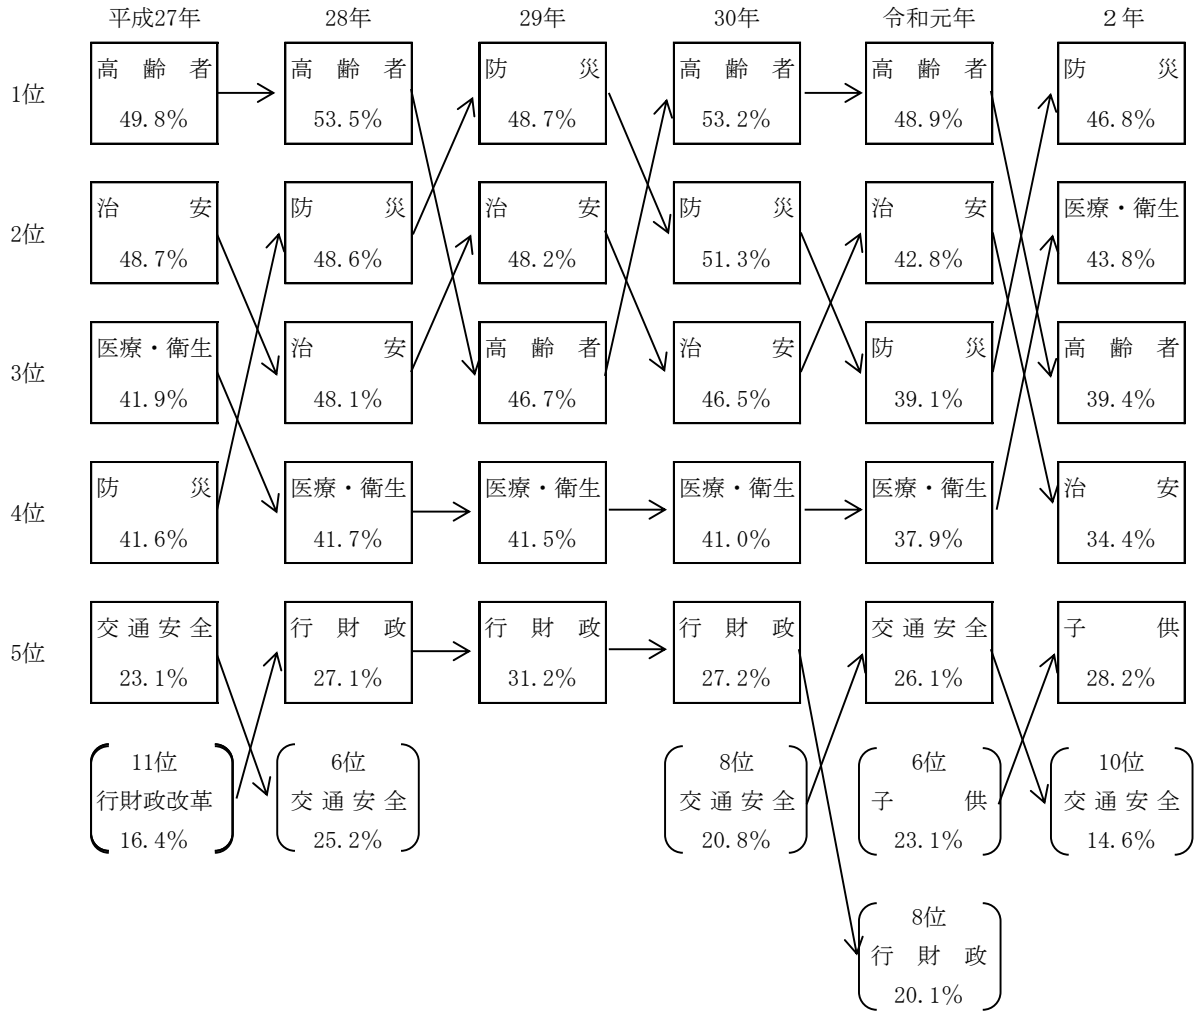 平成27年 28年 29年 30年 令和元年 2年
1位
高齢者 高齢者 防災 高齢者 高齢者 防災
49.8% 53.5% 48.7% 53.2% 48.9% 46.8%
2位
治安 防災 治安 防災 治安 医療・衛生
48.7% 48.6% 48.2% 51.3% 42.8% 43.8%
3位
医療・衛生 治安 高齢者 治安 防災 高齢者
41.9% 48.1% 46.7% 46.5% 39.1% 39.4%
4位
防災 医療・衛生 医療・衛生 医療・衛生 医療・衛生 治安
41.6% 41.7% 41.5% 41.0% 37.9% 34.4%
5位
交通安全 行財政 行財政 行財政 交通安全 子供
23.1% 27.1% 31.2% 27.2% 26.1% 28.2%
11位 6位 8位 6位 10位
行財政改革 交通安全 交通安全 子供 交通安全
16.4% 25.2% 20.8% 23.1% 14.6%
8位
行財政
20.1%